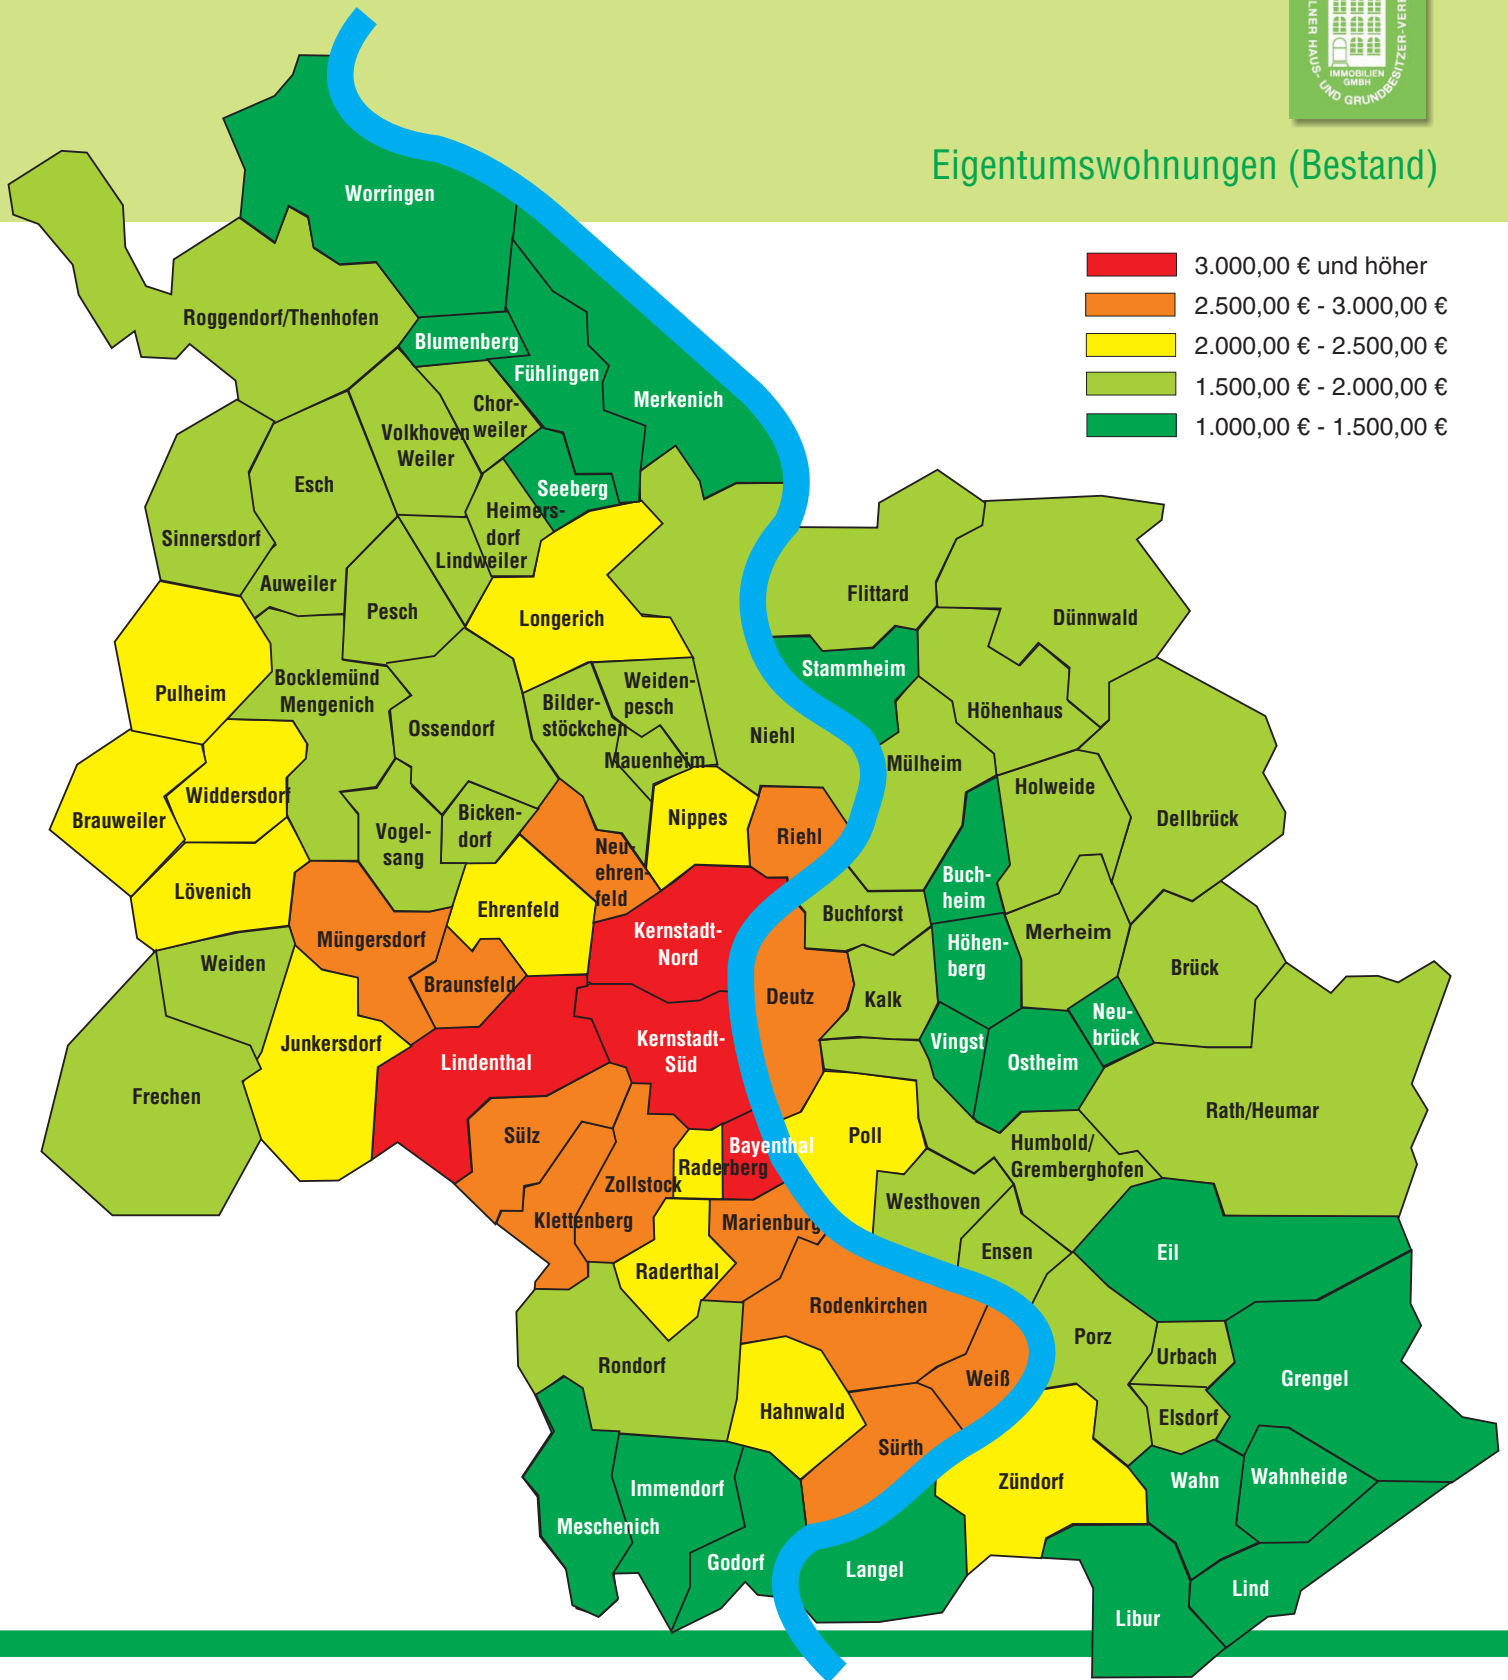 LNER HAUS- UND GRUNDBESITZER-VERE
IMMOBILIEN
GMBH
Eigentumswohnungen (Bestand)
3.000,00 € und höher
2.500,00 € - 3.000,00 €
2.000,00 € - 2.500,00 €
1.500,00 € - 2.000,00 €
1.000,00 € - 1.500,00 €
Worringen
Roggendorf/Thenhofen
Blumenberg
Fühlingen
Merkenich
Chor-
weiler
Volkhoven
Weiler
Esch
Seeberg
Heimers-
dorf
Sinnersdorf
Lindweiler
Auweiler
Pesch
Longerich
Flittard
Dünnwald
Stammheim
Pulheim
Bocklemünd
Mengenich
Weiden-
pesch
Bilder-
stöckchen
Ossendorf
Niehl
Höhenhaus
Mauenheim
Mülheim
Holweide
Widdersdorf
Brauweiler
Vogel-
sang
Bicken-
dorf
Nippes
Riehl
Dellbrück
Neu-
ehren-
feld
Lövenich
Ehrenfeld
Buch-
heim
Buchforst
Müngersdorf
Kernstadt-
Nord
Merheim
Höhen-
berg
Weiden
Braunsfeld
Deutz
Kalk
Brück
Neu-
brück
Junkersdorf
Lindenthal
Kernstadt-
Süd
Vingst
Ostheim
Frechen
Rath/Heumar
Sülz
Bayenthal
Poll
Raderberg
Humbold/
Gremberghofen
Zollstock
Westhoven
Klettenberg
Marienburg
Ensen
Eil
Raderthal
Rodenkirchen
Porz
Urbach
Rondorf
Weiß
Grengel
Hahnwald
Elsdorf
Sürth
Zündorf
Wahn
Wahnheide
Immendorf
Meschenich
Godorf
Langel
Lind
Libur